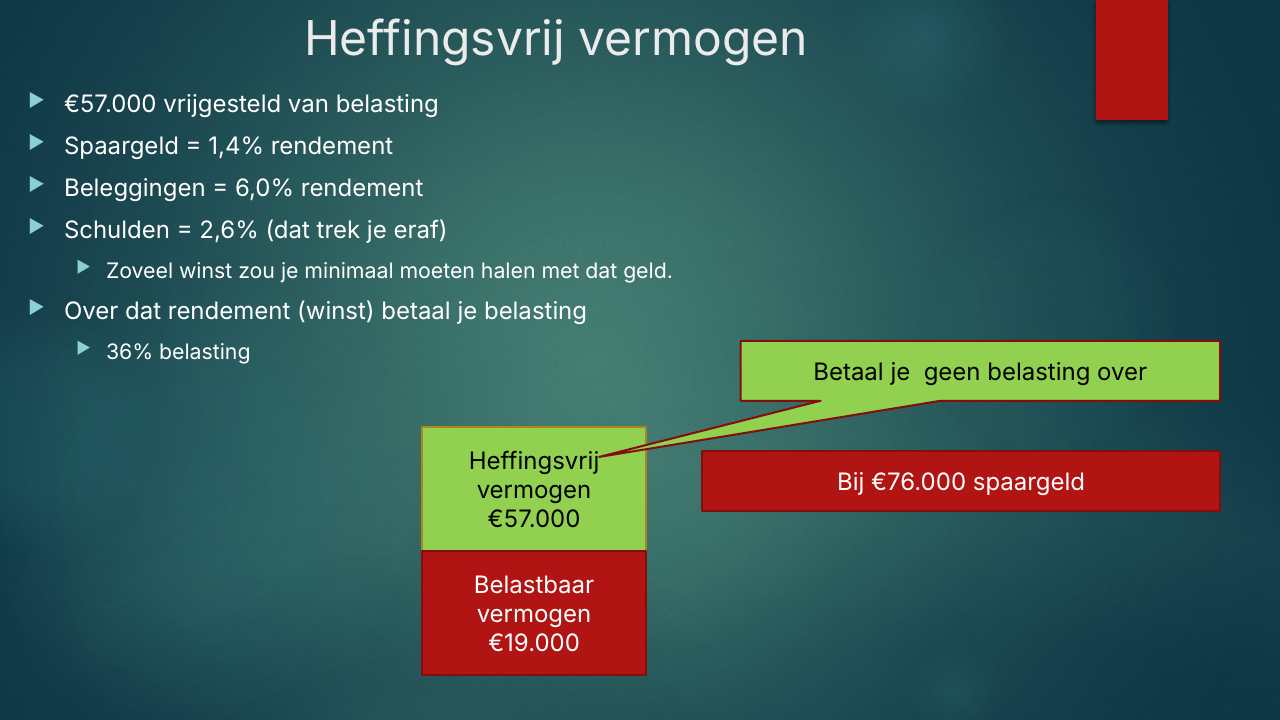 Heffingsvrij vermogen
€57.000 vrijgesteld van belasting
Spaargeld = 1,4% rendement
Beleggingen = 6,0% rendement
Schulden = 2,6% (dat trek je eraf)
Zoveel winst zou je minimaal moeten halen met dat geld.
Over dat rendement (winst) betaal je belasting
36% belasting
Betaal je  geen belasting over
Heffingsvrij
vermogen
€57.000
Bij €76.000 spaargeld
Belastbaar
vermogen
€19.000